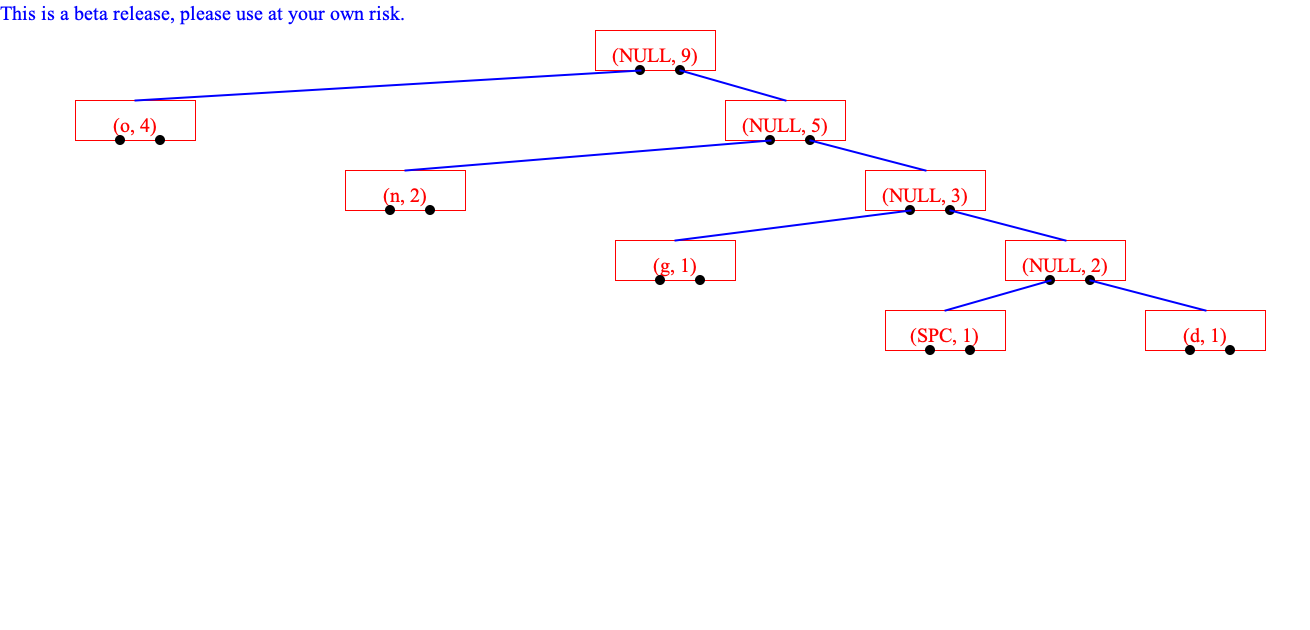 This is a beta release, please use at your own risk.
(NULL, 9)
(o, 4)
(NULL, 5)
(n, 2)
(NULL, 3)
(g, 1)
(NULL, 2)
(SPC, 1)
(d, 1)